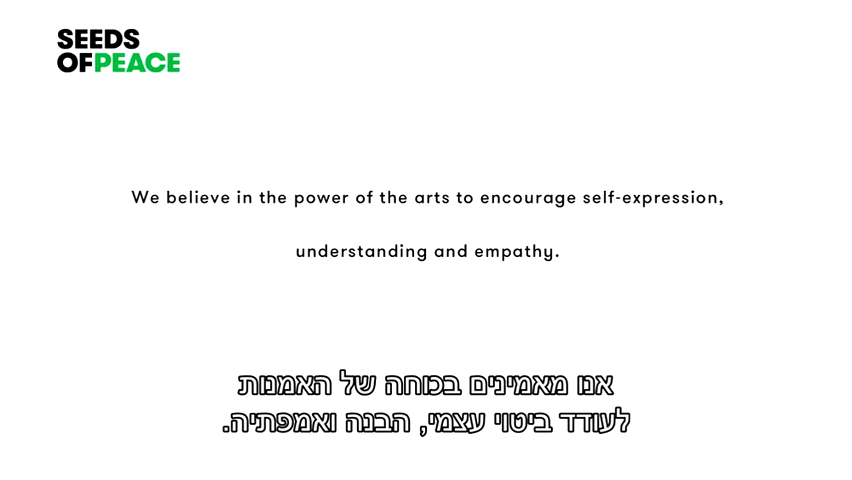 SEEDS
OFPEACE
We believe in the power of the arts to encourage self-expression,
understanding and empathy.
אנו מאמינים בכוחה של האמנות
לעודד ביטוי עצמי, הבנה ואמפתיה.